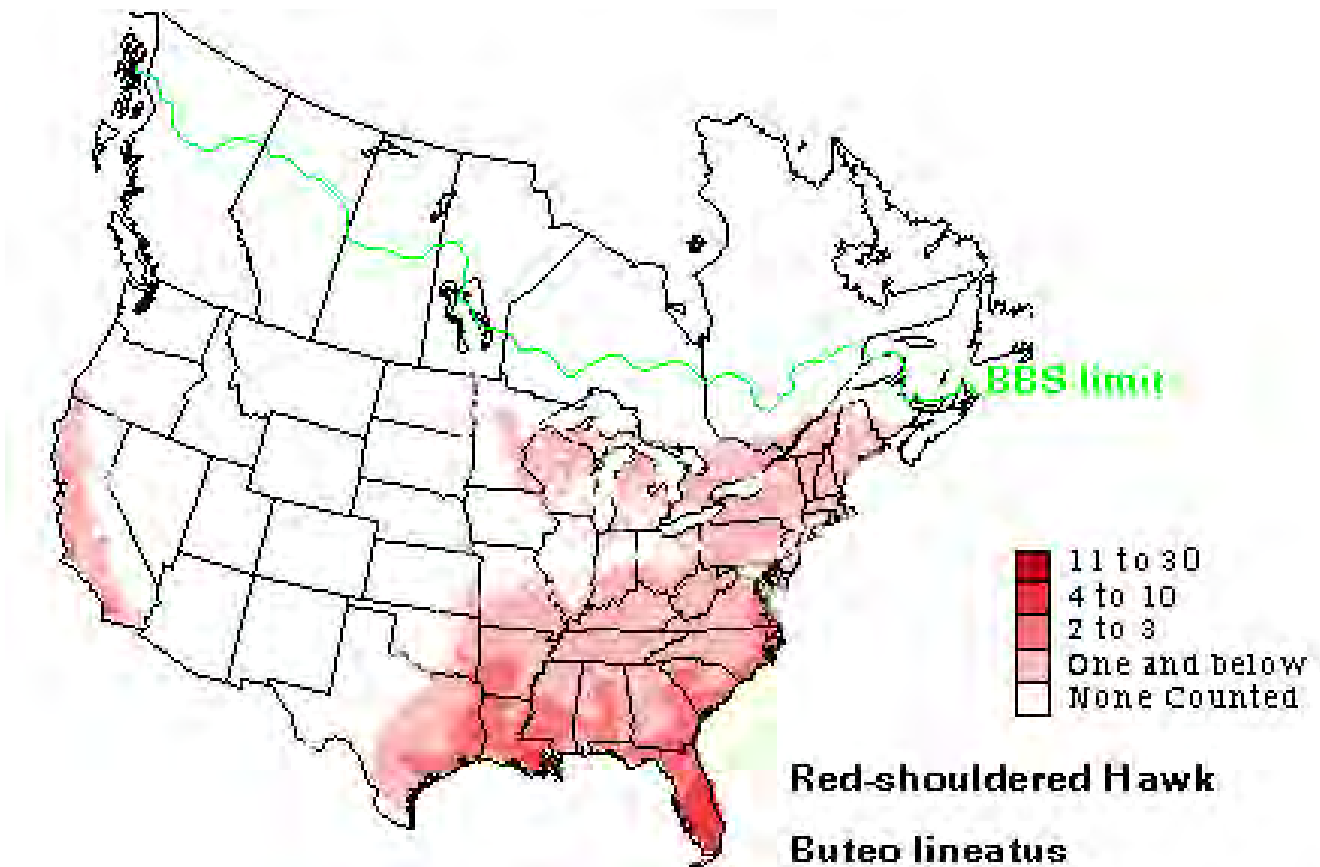 BBS limit
11 to 30
4 to 10
2 to 3
One and below
None Counted
Red-shouldered Hawk
Buteo lineatus